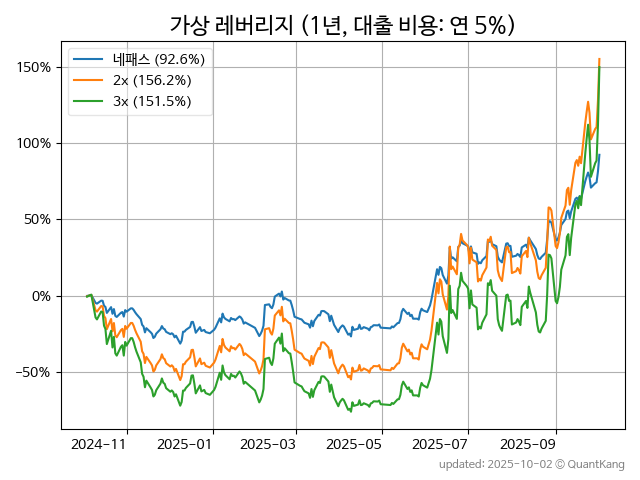 가상 레버리지 (1년, 대출 비용: 연 5%)
네패스 (92.6%)
2x (156.2%)
3x (151.5%)
150%
100%
50%
0%
−50%
2024-11
2025-01
2025-03
2025-05
2025-07
2025-09
updated: 2025-10-02 © QuantKang